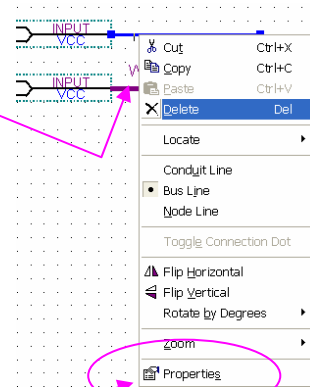 INPUT
VCC
INPUT
VCC
Cut Ctrl+X
Copy Ctrl+C
Paste Ctrl+V
Delete Del
Locate
Conduit Line
Bus Line
Node Line
Toggle Connection Dot
Flip Horizontal
Flip Vertical
Rotate by Degrees
Zoom
Properties